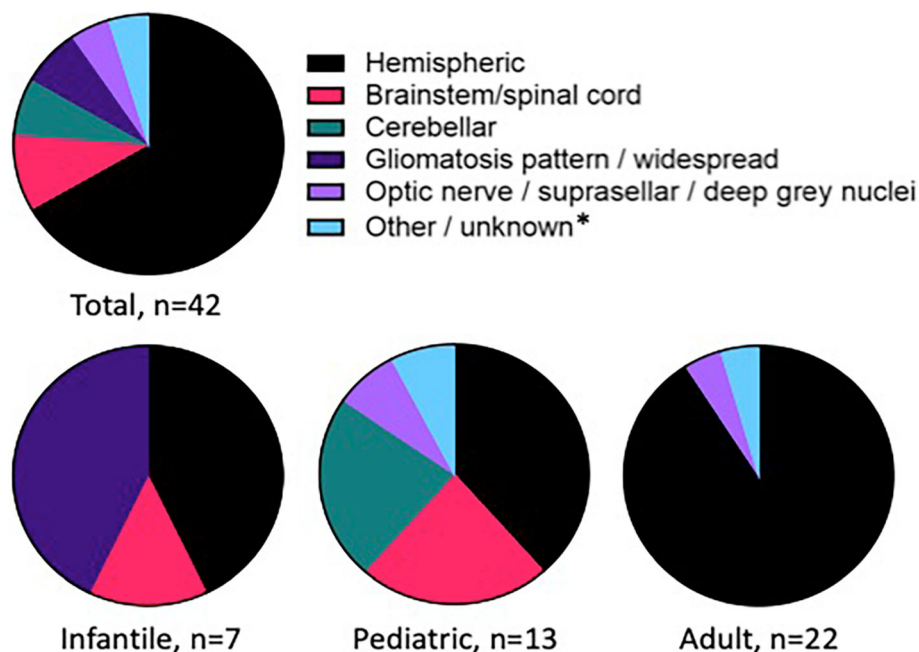 Hemispheric
Brainstem/spinal cord
Cerebellar
Gliomatosis pattern / widespread
Optic nerve / suprasellar / deep grey nuclei
Other / unknown*
Total, n=42
Infantile, n=7
Pediatric, n=13
Adult, n=22